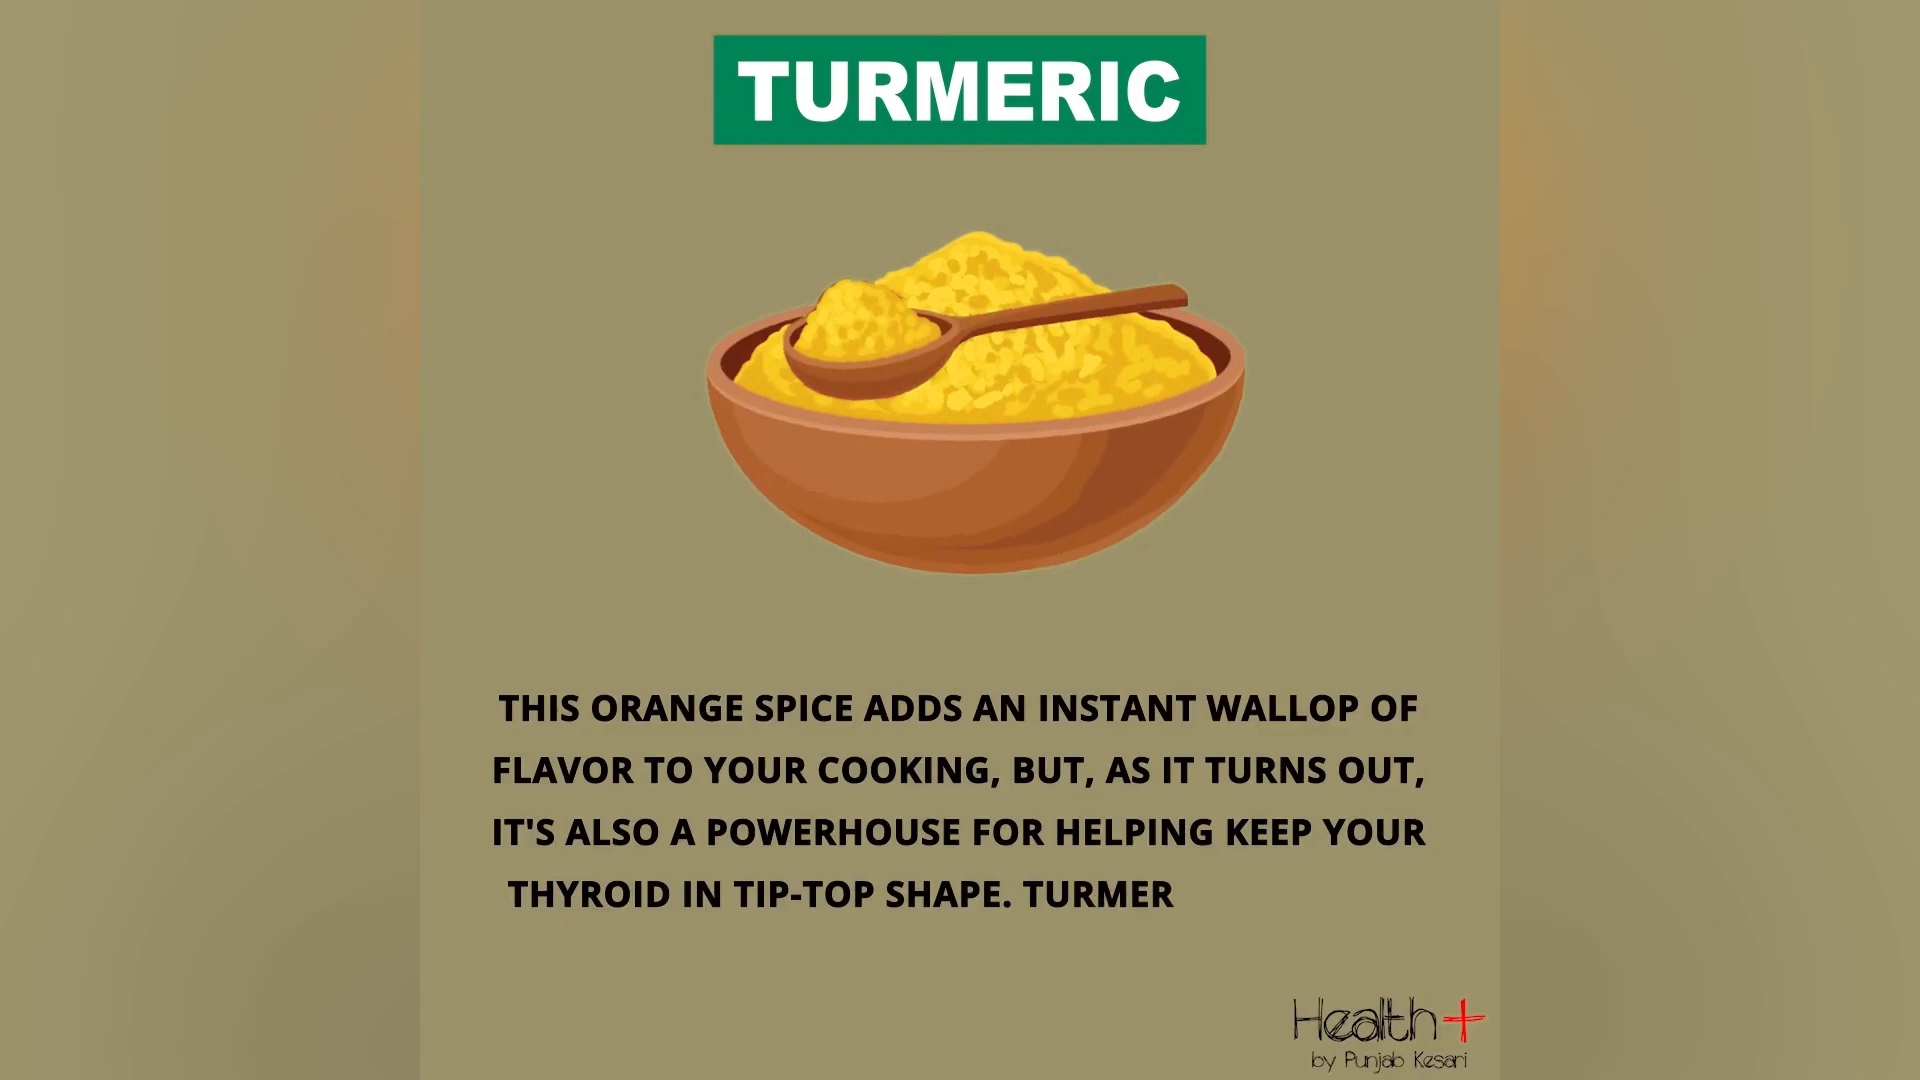 TURMERIC
THIS ORANGE SPICE ADDS AN INSTANT WALLOP OF
FLAVOR TO YOUR COOKING, BUT, AS IT TURNS OUT,
IT'S ALSO A POWERHOUSE FOR HELPING KEEP YOUR
THYROID IN TIP-TOP SHAPE. TURMER
Health+
by Punjab Kesari